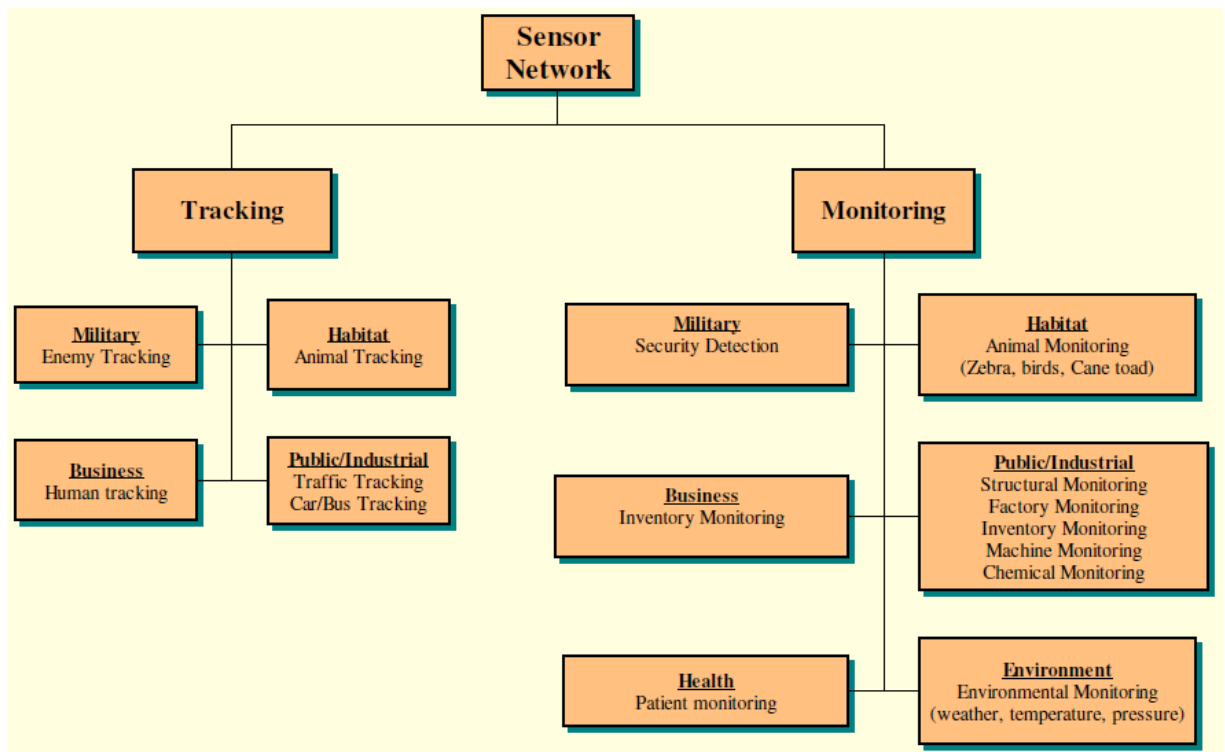 Sensor
Network
Tracking
Monitoring
Military
Enemy Tracking
Habitat
Animal Tracking
Business
Human tracking
Public/Industrial
Traffic Tracking
Car/Bus Tracking
Military
Security Detection
Habitat
Animal Monitoring
(Zebra, birds, Cane toad)
Business
Inventory Monitoring
Public/Industrial
Structural Monitoring
Factory Monitoring
Inventory Monitoring
Machine Monitoring
Chemical Monitoring
Health
Patient monitoring
Environment
Environmental Monitoring
(weather, temperature, pressure)